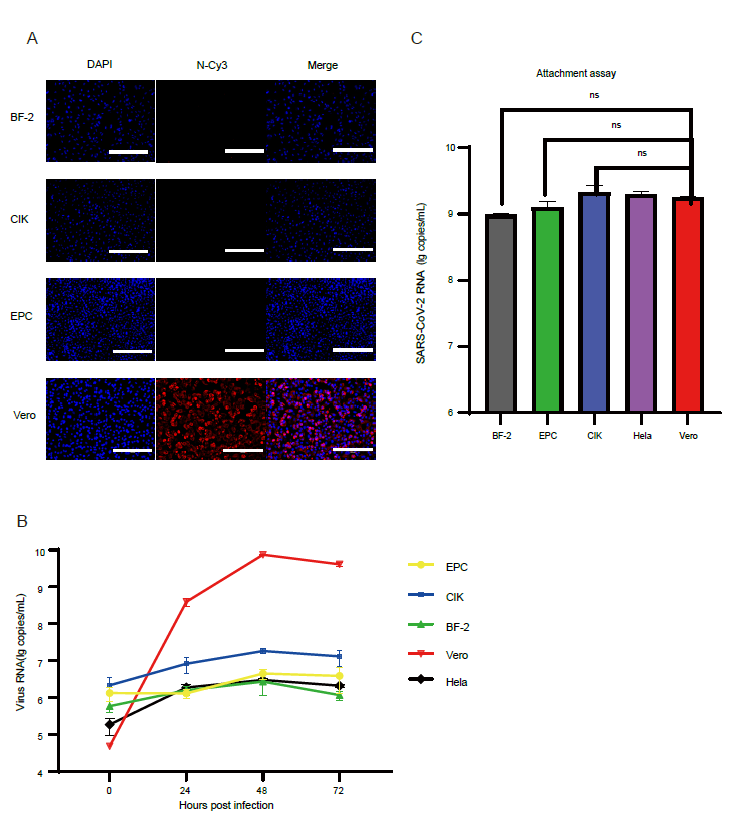 A
DAPI N-Cy3 Merge
BF-2
CIK
EPC
Vero
C
Attachment assay
ns
ns
ns
SARS-CoV-2 RNA (lg copies/mL)
10
9
8
7
6
BF-2 EPC CIK Hela Vero
B
Virus RNA(lg copies/mL)
10
9
8
7
6
5
4
0 24 48 72
Hours post infection
EPC
CIK
BF-2
Vero
Hela